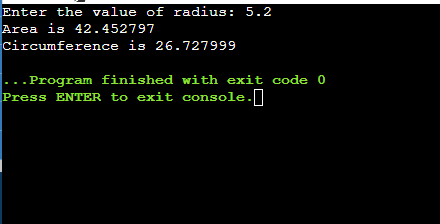 Enter the value of radius: 5.2
Area is 42.452797
Circumference is 26.727999
...Program finished with exit code 0
Press ENTER to exit console.